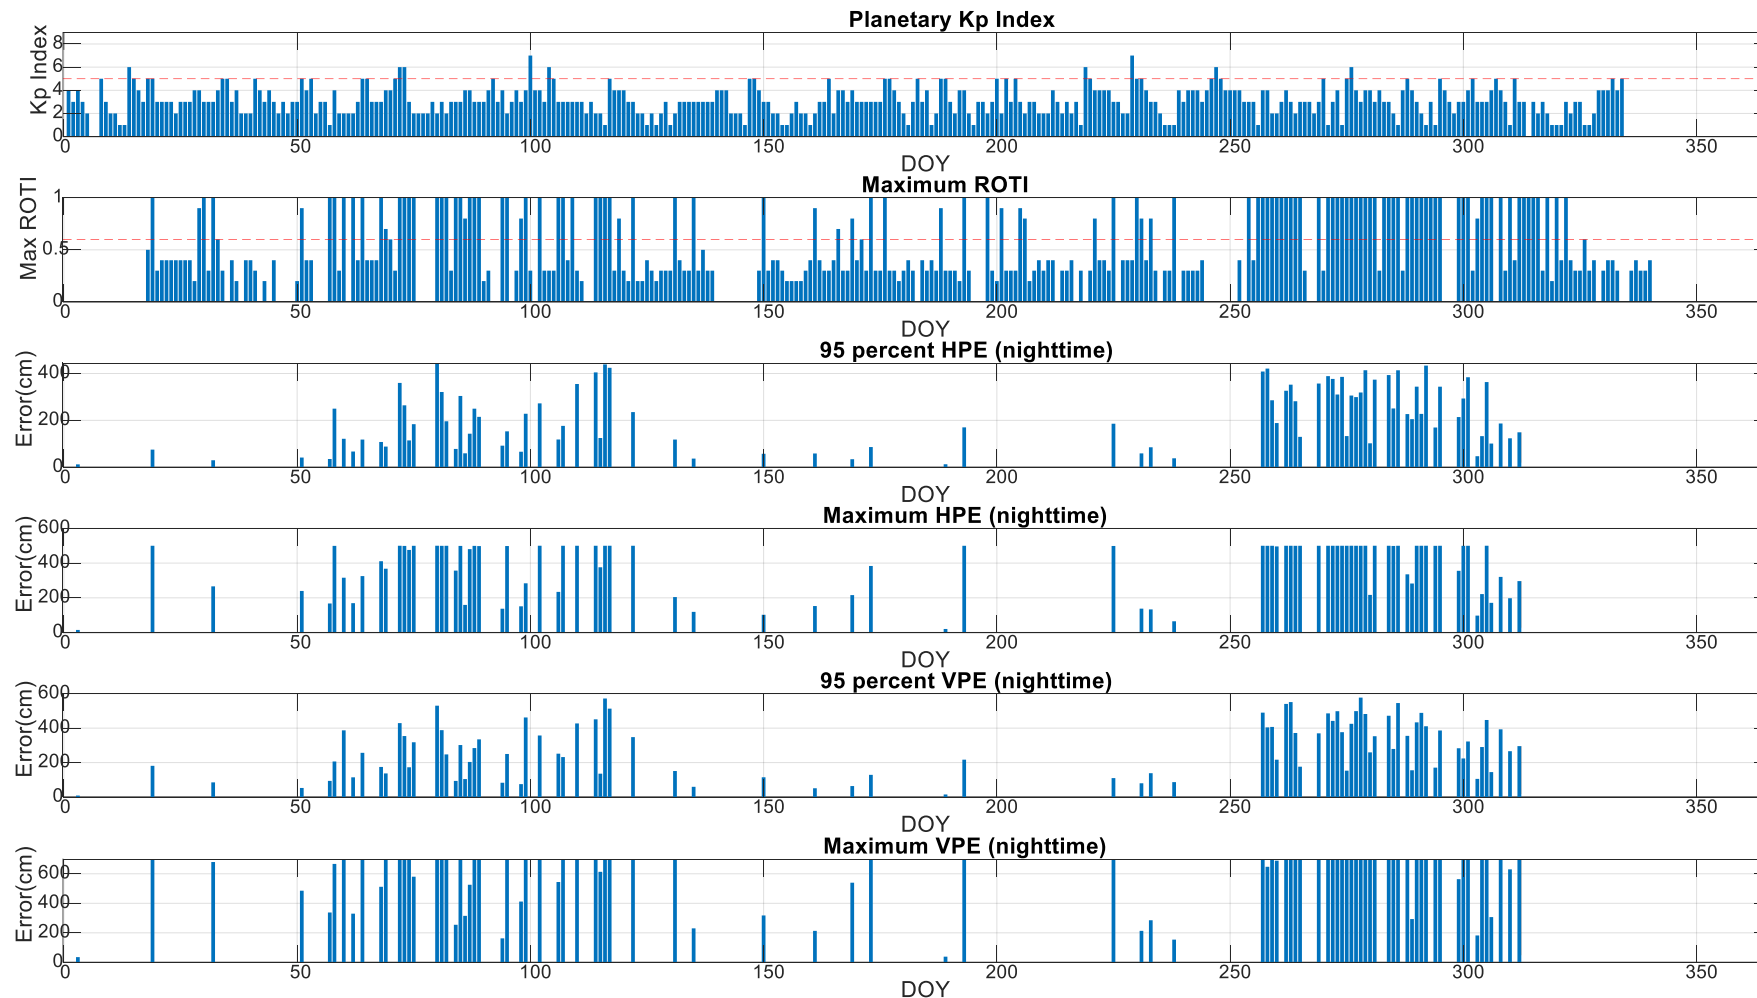 Planetary Kp Index
Kp Index
8
6
4
2
0
0 50 100 150 200 250 300 350
DOY
Maximum ROTI
Max ROTI
1
0.5
0
0 50 100 150 200 250 300 350
DOY
95 percent HPE (nighttime)
Error(cm)
400
200
0
0 50 100 150 200 250 300 350
DOY
Maximum HPE (nighttime)
Error(cm)
600
400
200
0
0 50 100 150 200 250 300 350
DOY
95 percent VPE (nighttime)
Error(cm)
600
400
200
0
0 50 100 150 200 250 300 350
DOY
Maximum VPE (nighttime)
Error(cm)
600
400
200
0
0 50 100 150 200 250 300 350
DOY